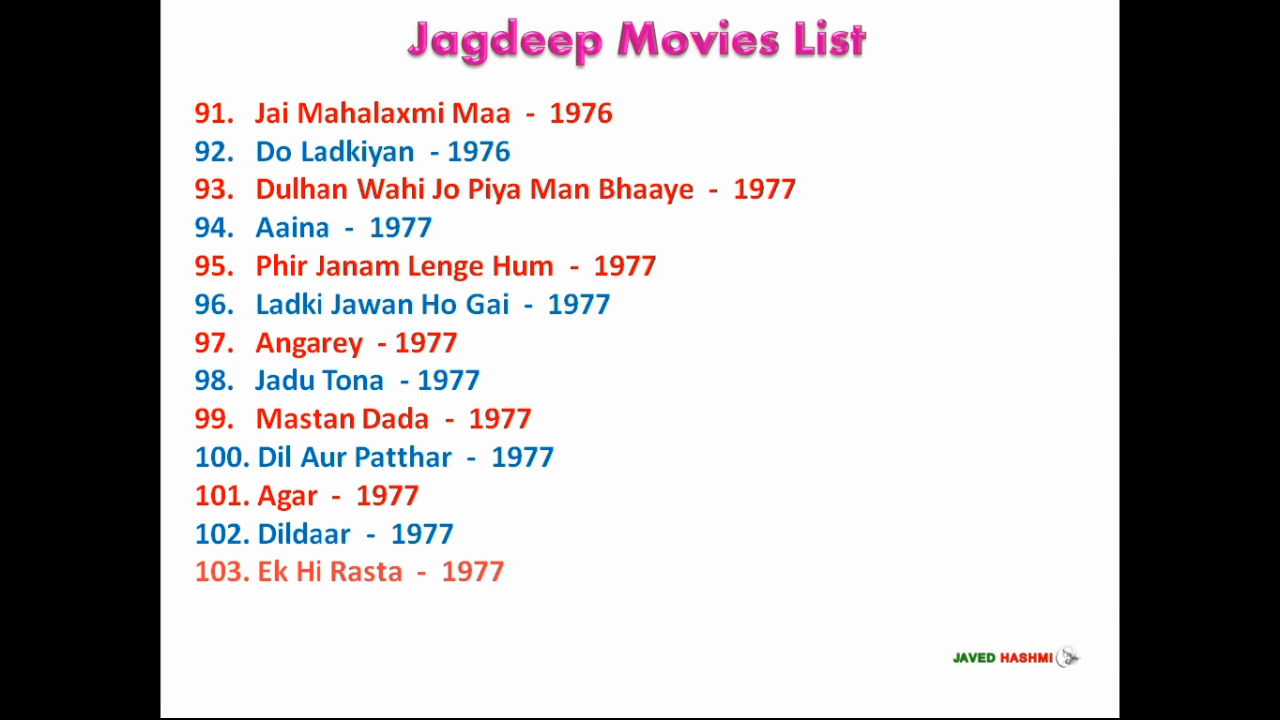 Jagdeep Movies List
91. Jai Mahalaxmi Maa - 1976
92. Do Ladkiyan - 1976
93. Dulhan Wahi Jo Piya Man Bhaaye - 1977
94. Aaina - 1977
95. Phir Janam Lenge Hum - 1977
96. Ladki Jawan Ho Gai - 1977
97. Angarey - 1977
98. Jadu Tona - 1977
99. Mastan Dada - 1977
100. Dil Aur Patthar - 1977
101. Agar - 1977
102. Dildaar - 1977
103. Ek Hi Rasta - 1977
JAVED HASHMI